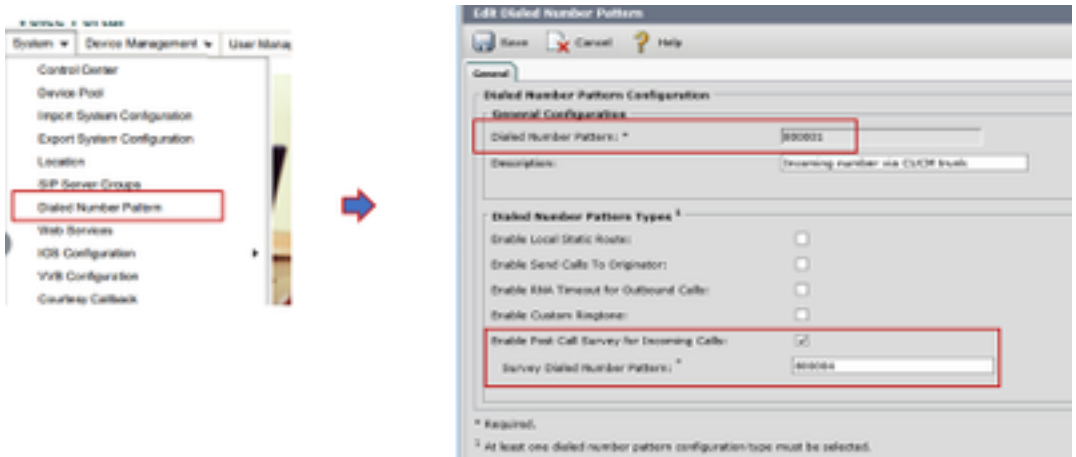 System Device Management User Manag
Control Center
Device Pool
Import System Configuration
Export System Configuration
Location
SIP Server Groups
Dialed Number Pattern
Web Services
IOS Configuration
VVB Configuration
Courtesy Callback
Edit Dialed Number Pattern
Save Cancel Help
General
Dialed Number Pattern Configuration
General Configuration
Dialed Number Pattern: *
Description: Incoming number via CUCM trunk
Dialed Number Pattern Types 1
Enable Local Static Route:
Enable Send Calls To Originator:
Enable RNA Timeout for Outbound Calls:
Enable Custom Ringtone:
Enable Post Call Survey for Incoming Calls:
Survey Dialed Number Pattern: *
* Required.
1 At least one dialed number pattern configuration type must be selected.